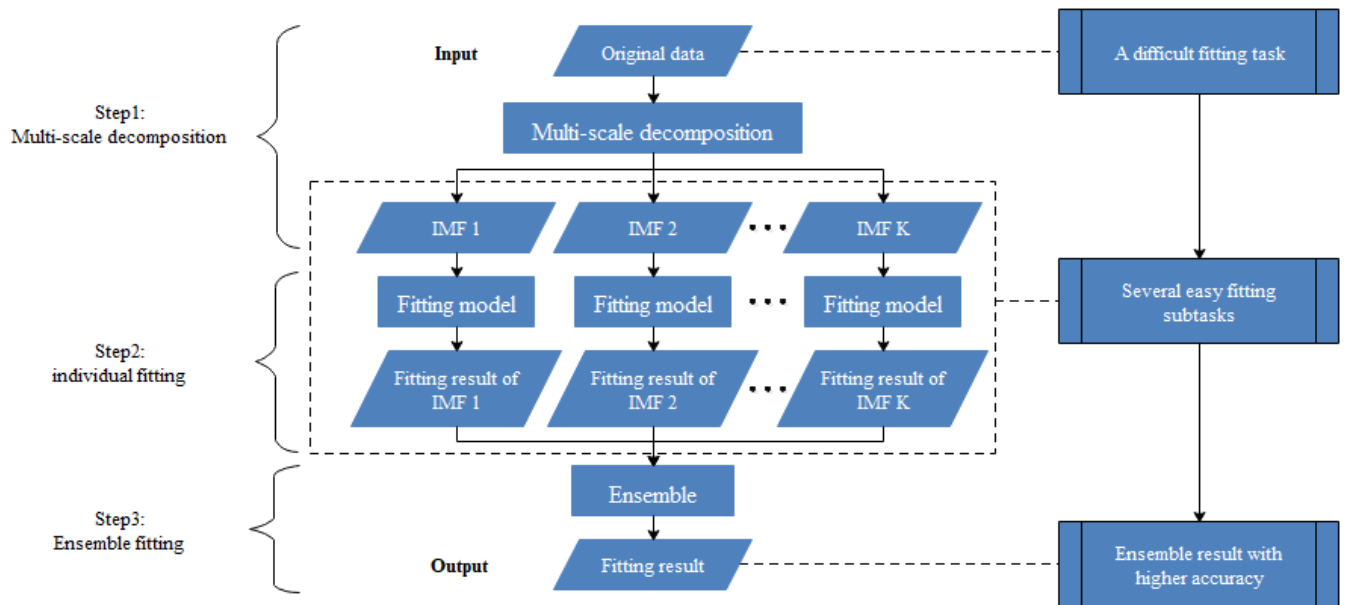 Input
Original data
A difficult fitting task
Step1:
Multi-scale decomposition
Multi-scale decomposition
IMF 1
IMF 2
IMF K
Fitting model
Fitting model
Fitting model
Several easy fitting
subtasks
Step2:
individual fitting
Fitting result of
IMF 1
Fitting result of
IMF 2
Fitting result of
IMF K
Ensemble
Step3:
Ensemble fitting
Output
Fitting result
Ensemble result with
higher accuracy